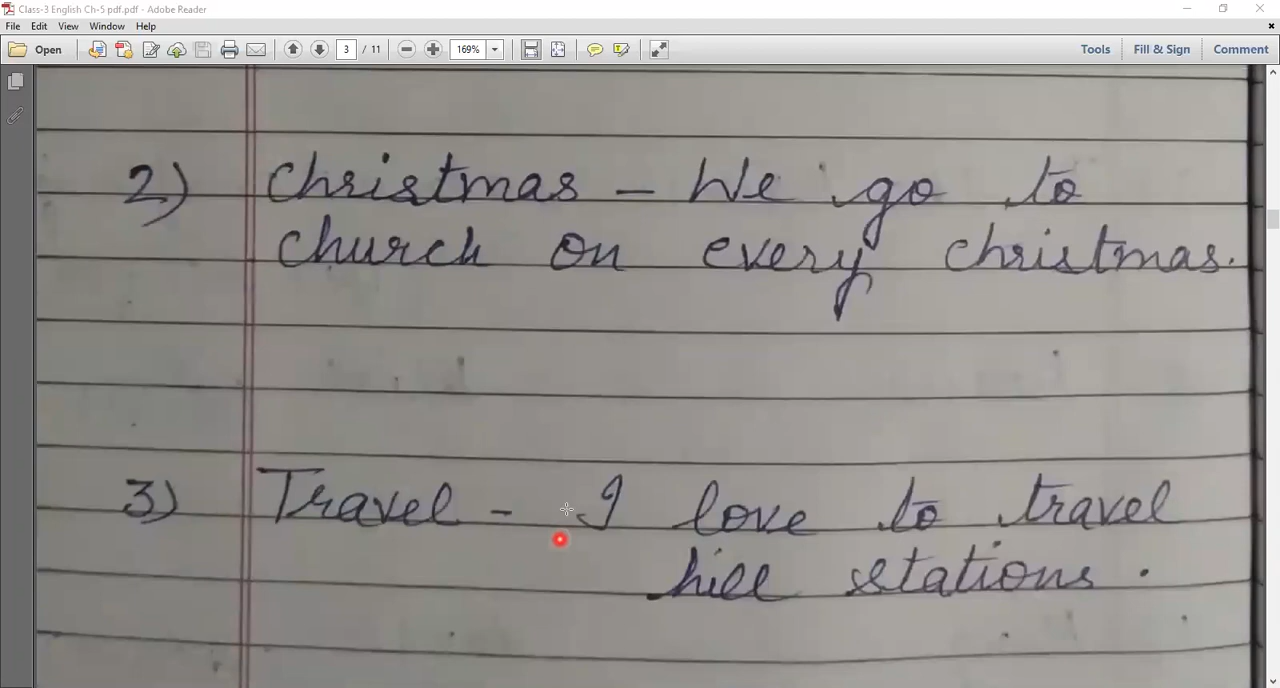 Class-3 English Ch-5 pdf.pdf - Adobe Reader
File Edit View Window Help
Open 3 / 11 169% Tools Fill & Sign Comment
2) Christmas - We go to
church on every christmas.
3) Travel - I love to travel
hill stations.